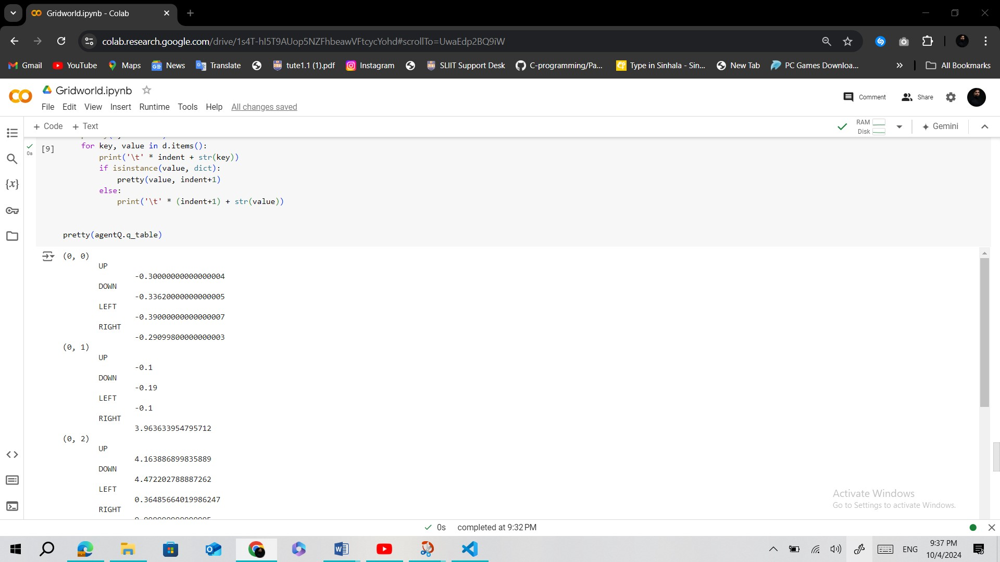 Gridworld.ipynb - Colab
colab.research.google.com/drive/1s4T-hI5T9AUop5NZFhbeawVFtcycYohd#scrollTo=UwaEdp2BQ9iW
Gmail YouTube Maps News Translate tute1.1 (1).pdf Instagram SLIIT Support Desk C-programming/Pa... Type in Sinhala - Sin... New Tab PC Games Downloa... » All Bookmarks
Gridworld.ipynb
Comment Share
File Edit View Insert Runtime Tools Help All changes saved
+ Code + Text
RAM
Disk
Gemini
[9]
0s
for key, value in d.items():
print('\t' * indent + str(key))
if isinstance(value, dict):
pretty(value, indent+1)
else:
print('\t' * (indent+1) + str(value))
pretty(agentQ.q_table)
(0, 0)
UP
-0.30000000000000004
DOWN
-0.33620000000000005
LEFT
-0.39000000000000007
RIGHT
-0.29099800000000003
(0, 1)
UP
-0.1
DOWN
-0.19
LEFT
-0.1
RIGHT
3.963633954795712
(0, 2)
UP
4.163886899835889
DOWN
4.472202788887262
LEFT
0.36485664019986247
RIGHT
Activate Windows
Go to Settings to activate Windows.
0s completed at 9:32 PM
ENG
9:37 PM
10/4/2024